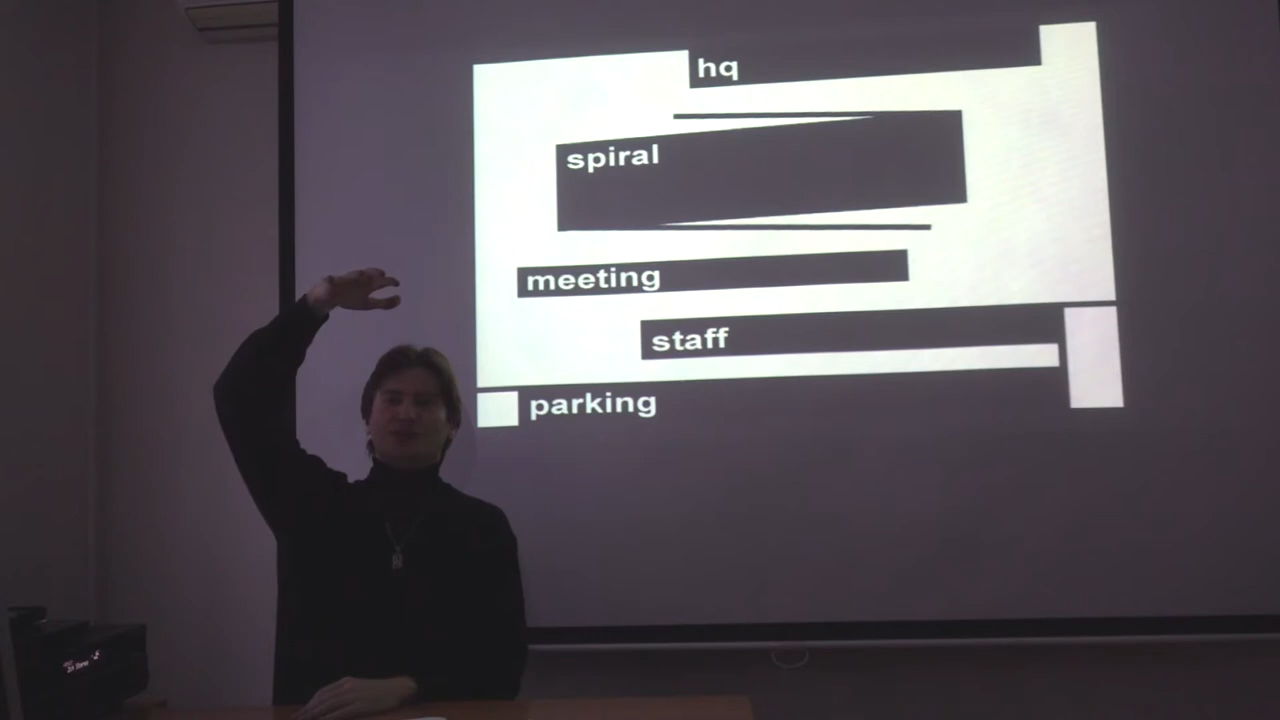 hq
spiral
meeting
staff
parking